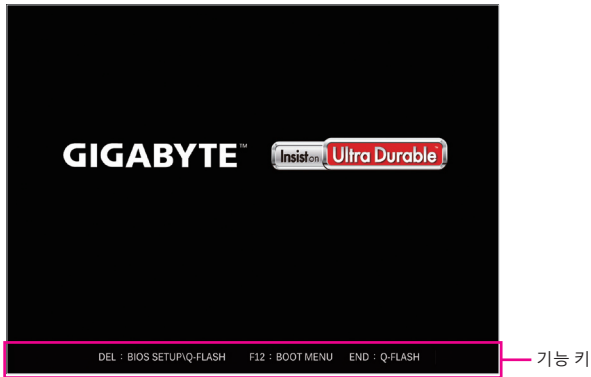 GIGABYTE™ Insist on Ultra Durable™
DEL : BIOS SETUP\Q-FLASH F12 : BOOT MENU END : Q-FLASH
기능 키